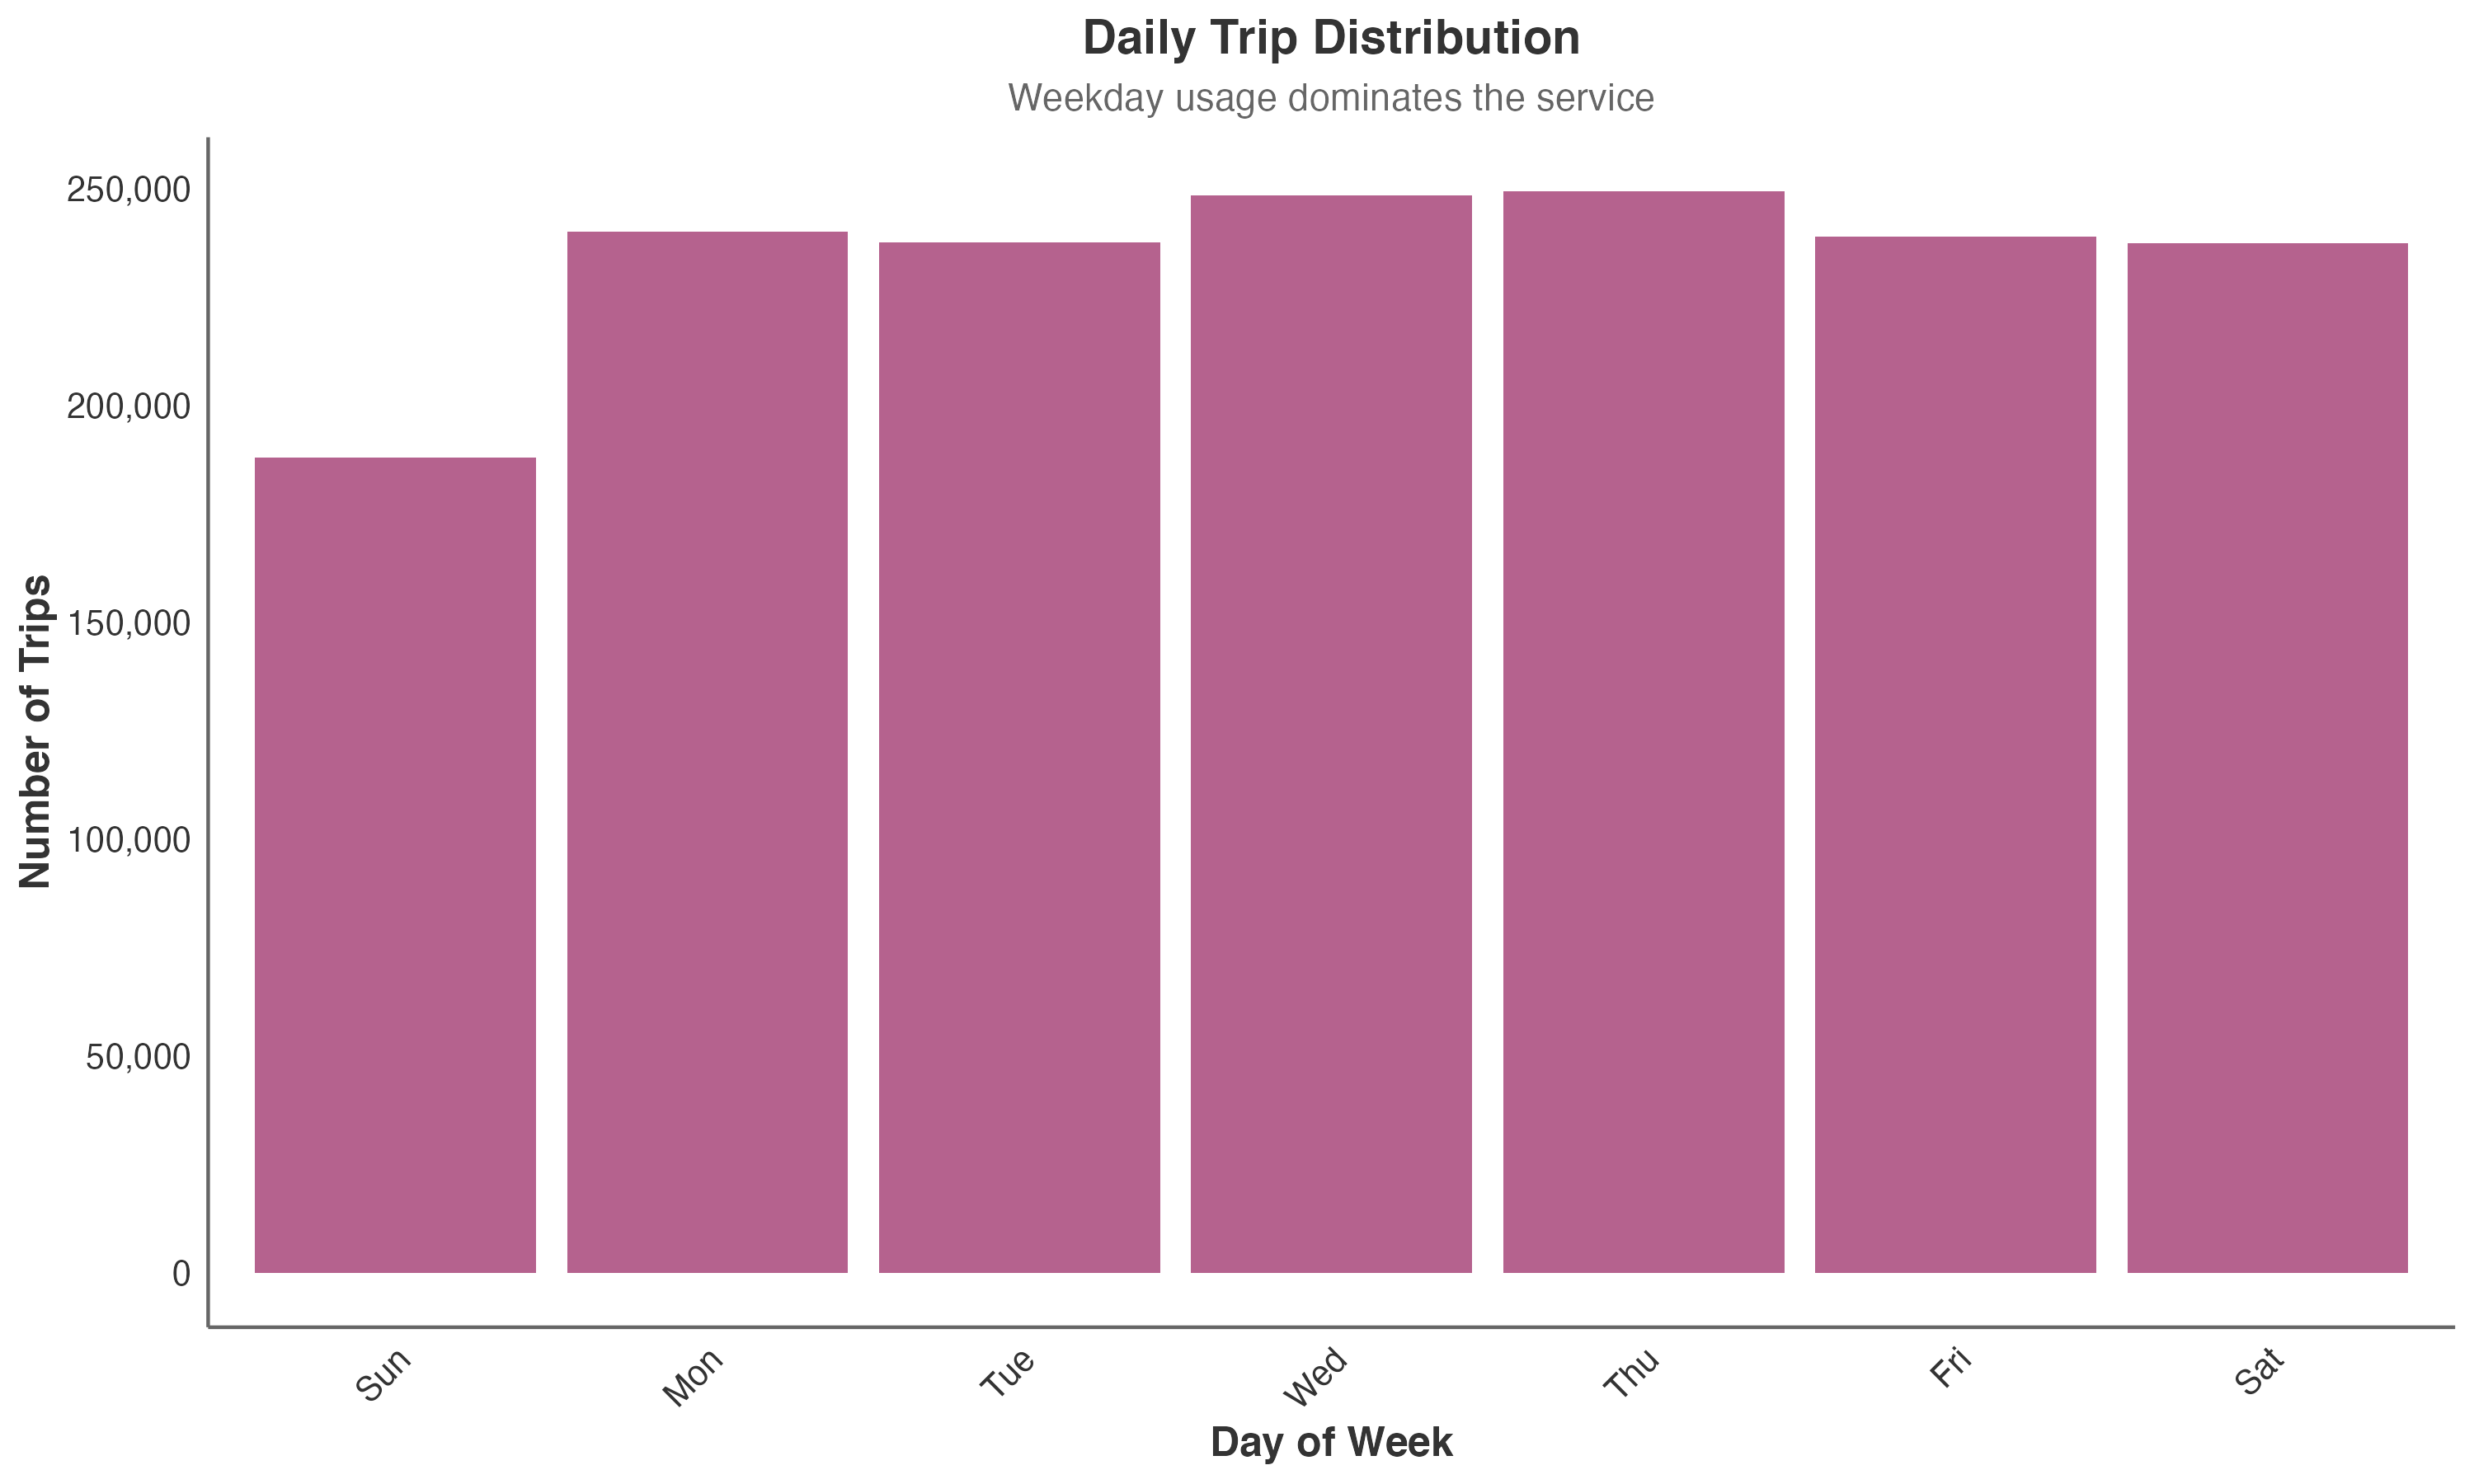 Daily Trip Distribution
Weekday usage dominates the service
Number of Trips
250,000
200,000
150,000
100,000
50,000
0
Sun
Mon
Tue
Wed
Thu
Fri
Sat
Day of Week